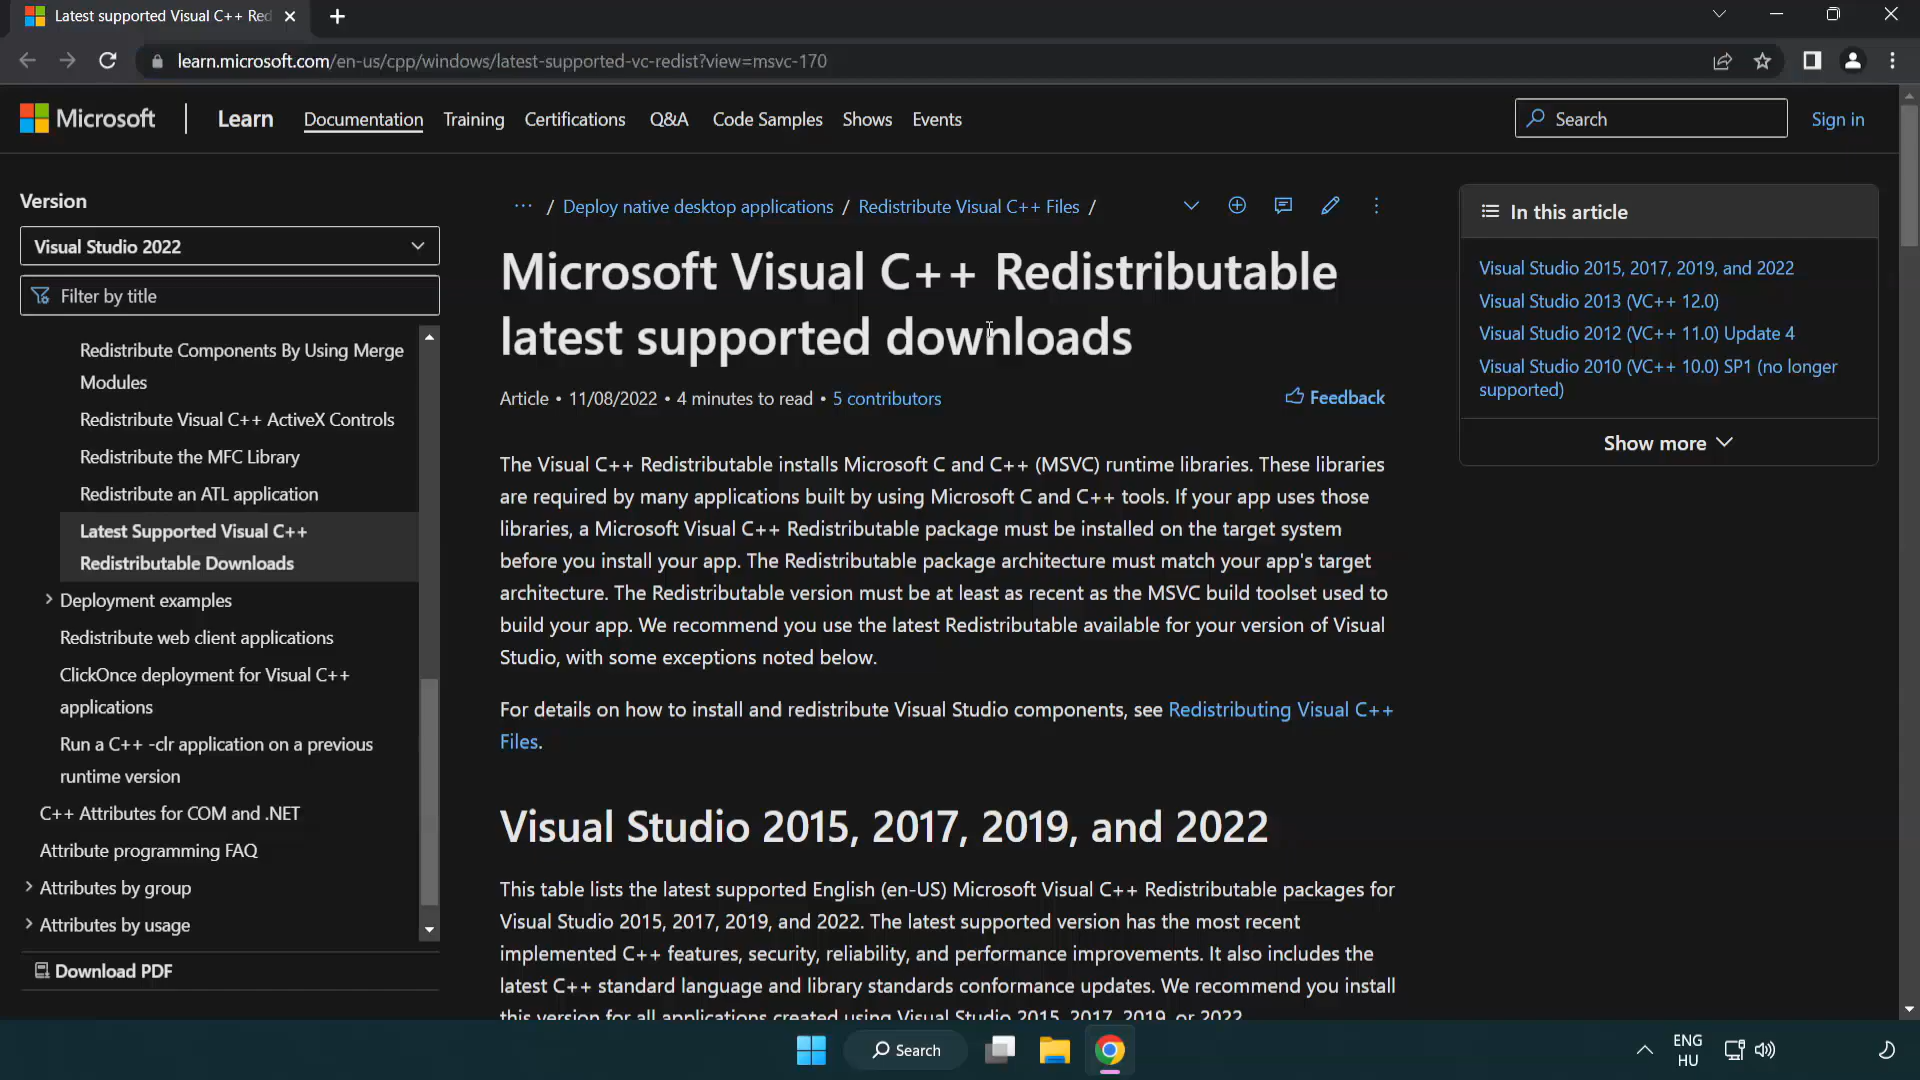 Latest supported Visual C++ Red
learn.microsoft.com/en-us/cpp/windows/latest-supported-vc-redist?view=msvc-170
Microsoft
Learn
Documentation
Training
Certifications
Q&A
Code Samples
Shows
Events
Search
Sign in
Version
Visual Studio 2022
Filter by title
Redistribute Components By Using Merge
Modules
Redistribute Visual C++ ActiveX Controls
Redistribute the MFC Library
Redistribute an ATL application
Latest Supported Visual C++
Redistributable Downloads
Deployment examples
Redistribute web client applications
ClickOnce deployment for Visual C++
applications
Run a C++ -clr application on a previous
runtime version
C++ Attributes for COM and .NET
Attribute programming FAQ
Attributes by group
Attributes by usage
Download PDF
··· / Deploy native desktop applications / Redistribute Visual C++ Files /
Microsoft Visual C++ Redistributable
latest supported downloads
Article • 11/08/2022 • 4 minutes to read • 5 contributors
Feedback
The Visual C++ Redistributable installs Microsoft C and C++ (MSVC) runtime libraries. These libraries
are required by many applications built by using Microsoft C and C++ tools. If your app uses those
libraries, a Microsoft Visual C++ Redistributable package must be installed on the target system
before you install your app. The Redistributable package architecture must match your app's target
architecture. The Redistributable version must be at least as recent as the MSVC build toolset used to
build your app. We recommend you use the latest Redistributable available for your version of Visual
Studio, with some exceptions noted below.
For details on how to install and redistribute Visual Studio components, see Redistributing Visual C++
Files.
Visual Studio 2015, 2017, 2019, and 2022
This table lists the latest supported English (en-US) Microsoft Visual C++ Redistributable packages for
Visual Studio 2015, 2017, 2019, and 2022. The latest supported version has the most recent
implemented C++ features, security, reliability, and performance improvements. It also includes the
latest C++ standard language and library standards conformance updates. We recommend you install
this version for all applications created using Visual Studio 2015, 2017, 2019, or 2022.
In this article
Visual Studio 2015, 2017, 2019, and 2022
Visual Studio 2013 (VC++ 12.0)
Visual Studio 2012 (VC++ 11.0) Update 4
Visual Studio 2010 (VC++ 10.0) SP1 (no longer
supported)
Show more
Search
ENG
HU